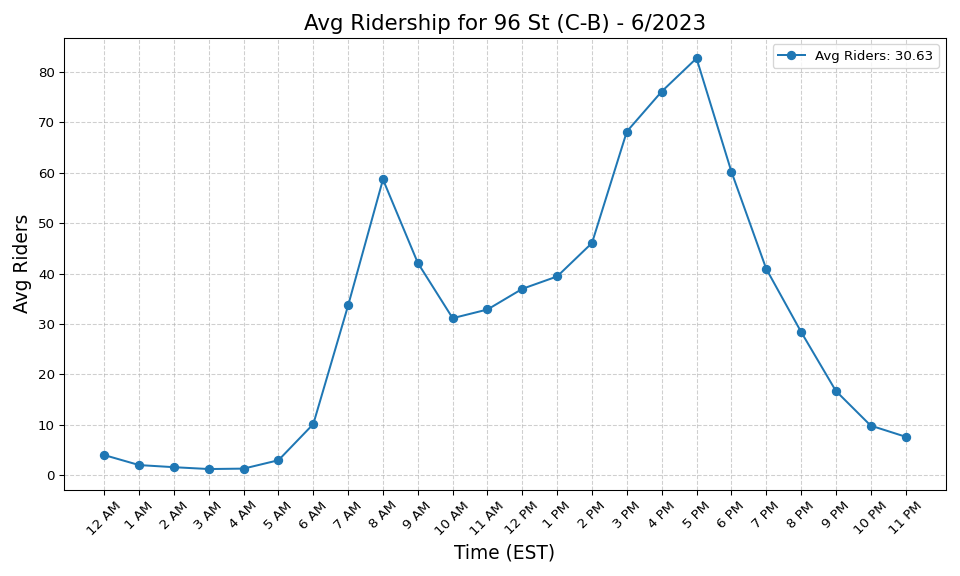 Avg Ridership for 96 St (C-B) - 6/2023
Avg Riders: 30.63
80
70
60
50
40
30
20
10
0
Avg Riders
12 AM
1 AM
2 AM
3 AM
4 AM
5 AM
6 AM
7 AM
8 AM
9 AM
10 AM
11 AM
12 PM
1 PM
2 PM
3 PM
4 PM
5 PM
6 PM
7 PM
8 PM
9 PM
10 PM
11 PM
Time (EST)